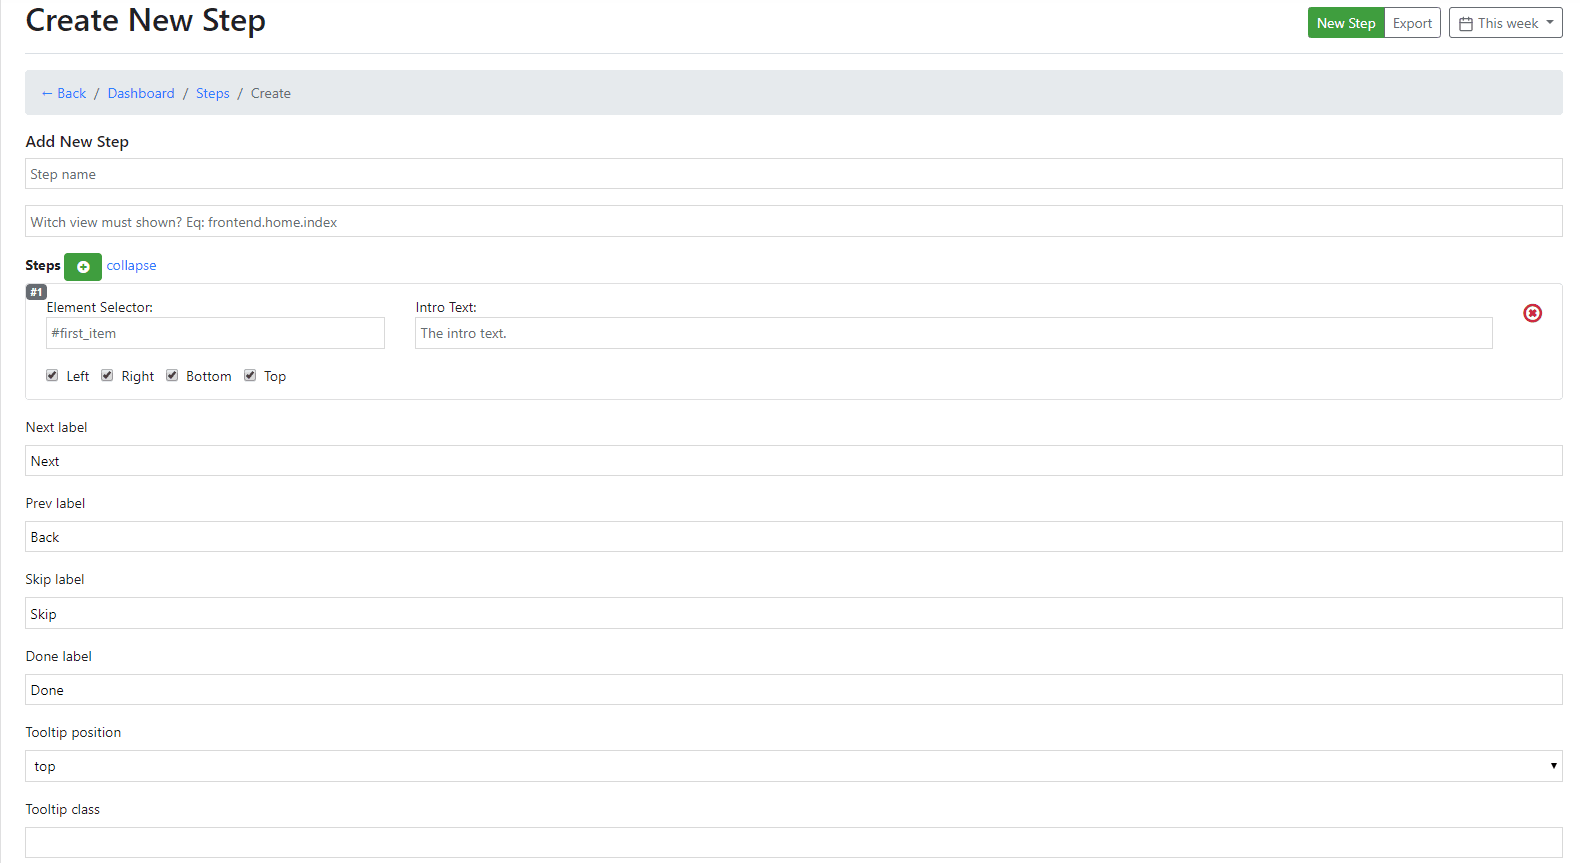 Create New Step
New Step Export This week
← Back / Dashboard / Steps / Create
Add New Step
Step name
Witch view must shown? Eq: frontend.home.index
Steps collapse
#1
Element Selector: Intro Text:
#first_item The intro text.
Left Right Bottom Top
Next label
Next
Prev label
Back
Skip label
Skip
Done label
Done
Tooltip position
top
Tooltip class